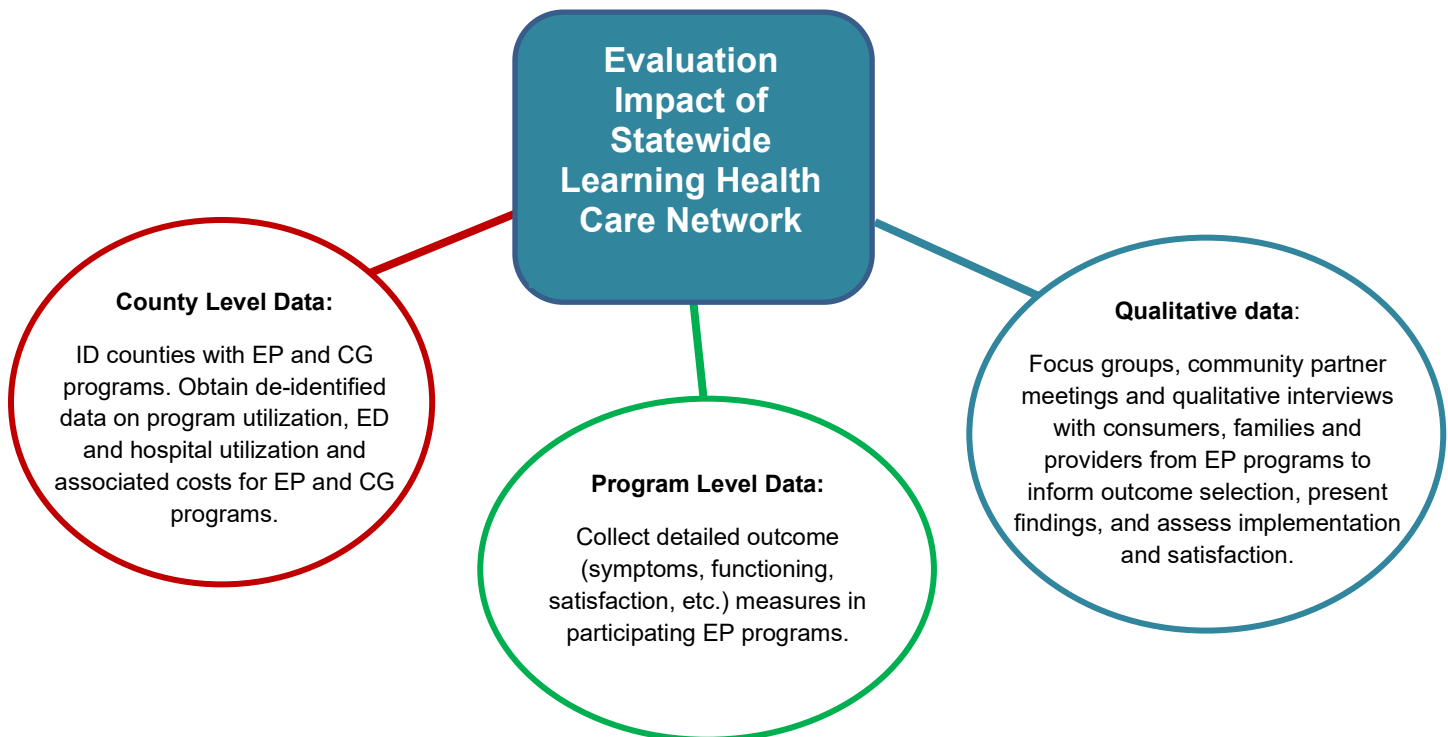 Evaluation
Impact of
Statewide
Learning Health
Care Network
County Level Data:
ID counties with EP and CG
programs. Obtain de-identified
data on program utilization, ED
and hospital utilization and
associated costs for EP and CG
programs.
Program Level Data:
Collect detailed outcome
(symptoms, functioning,
satisfaction, etc.) measures in
participating EP programs.
Qualitative data:
Focus groups, community partner
meetings and qualitative interviews
with consumers, families and
providers from EP programs to
inform outcome selection, present
findings, and assess implementation
and satisfaction.